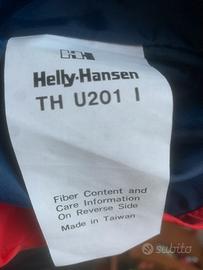 Helly-Hansen
TH U201 I
Fiber Content and
Care Information
On Reverse Side
Made in Taiwan
subito